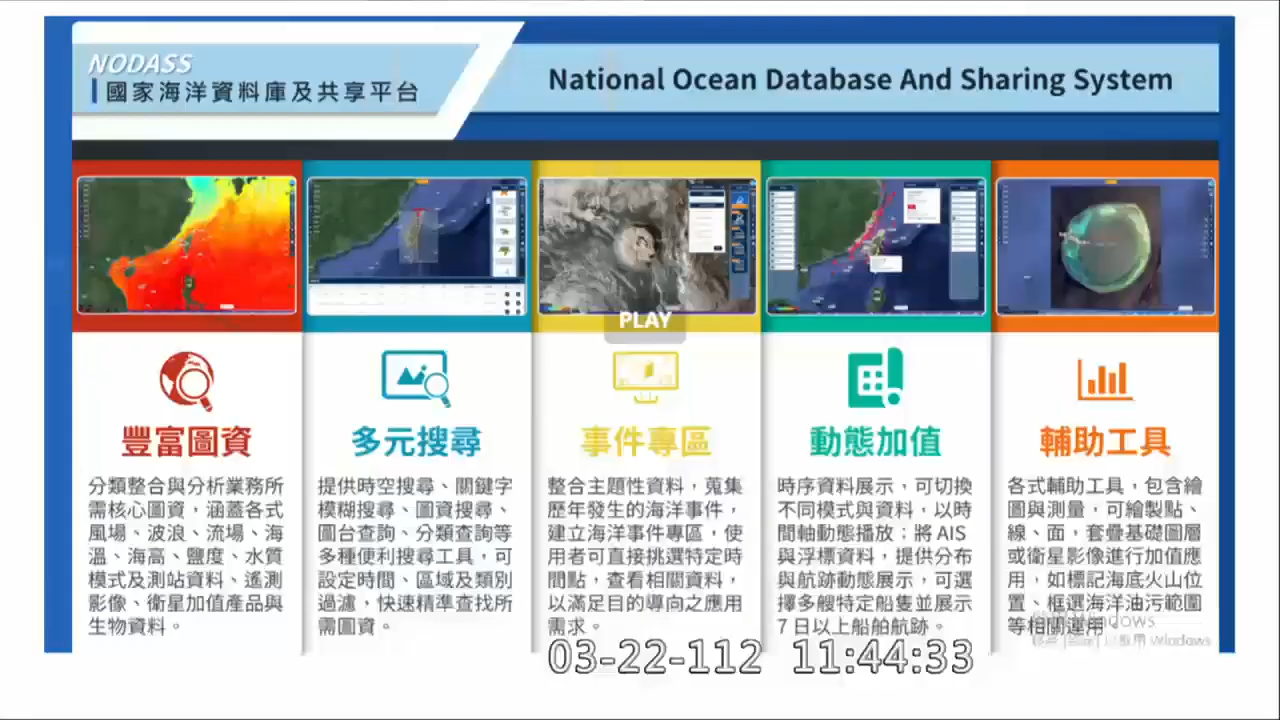 NODASS
國家海洋資料庫及共享平台
National Ocean Database And Sharing System
PLAY
豐富圖資
分類整合與分析業務所
需核心圖資，涵蓋各式
風場、波浪、流場、海
溫、海高、鹽度、水質
模式及測站資料、遙測
影像、衛星加值產品與
生物資料。
多元搜尋
提供時空搜尋、關鍵字
模糊搜尋、圖資搜尋、
圖台查詢、分類查詢等
多種便利搜尋工具，可
設定時間、區域及類別
過濾，快速精準查找所
需圖資。
事件專區
整合主題性資料，蒐集
歷年發生的海洋事件，
建立海洋事件專區，使
用者可直接挑選特定時
間點，查看相關資料，
以滿足目的導向之應用
需求。
動態加值
時序資料展示，可切換
不同模式與資料，以時
間軸動態播放；將 AIS
與浮標資料，提供分布
與航跡動態展示，可選
擇多艘特定船隻並展示
7 日以上船舶航跡。
輔助工具
各式輔助工具，包含繪
圖與測量，可繪製點、
線、面，套疊基礎圖層
或衛星影像進行加值應
用，如標記海底火山位
置、框選海洋油污範圍
等相關運用
Windows
啟用 Windows
03-22-112 11:44:33